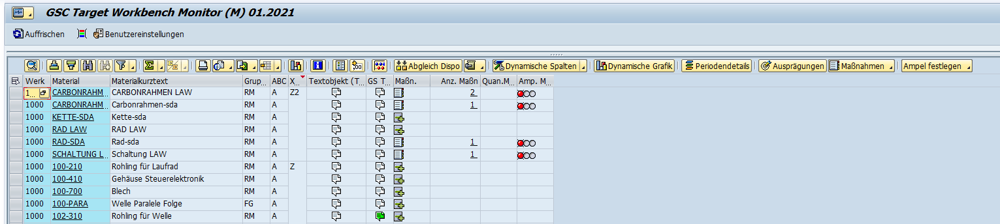 GSC Target Workbench Monitor (M) 01.2021
Auffrischen Benutzereinstellungen
Abgleich Dispo Dynamische Spalten Dynamische Grafik Periodendetails Ausprägungen Maßnahmen Ampel festlegen
Werk Material Materialkurztext Grup... ABC X... Textobjekt (T... GS T... Maßn. Anz. Maßn Quan.M... Amp. M...
1... CARBONRAHM... CARBONRAHMEN LAW RM A Z2 2
1000 CARBONRAHM... Carbonrahmen-sda RM A 1
1000 KETTE-SDA Kette-sda RM A
1000 RAD LAW RAD LAW RM A
1000 RAD-SDA Rad-sda RM A 1
1000 SCHALTUNG L... Schaltung LAW RM A 1
1000 100-210 Rohling für Laufrad RM A Z
1000 100-410 Gehäuse Steuerelektronik RM A
1000 100-700 Blech RM A
1000 100-PARA Welle Paralele Folge FG A
1000 102-310 Rohling für Welle RM A